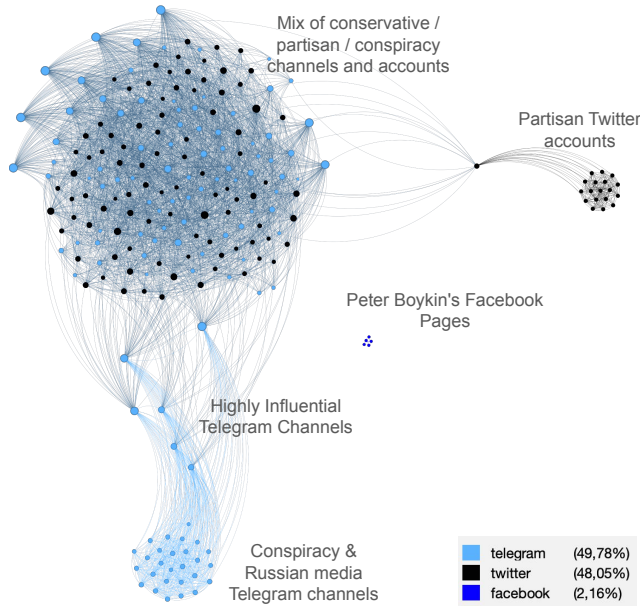 Mix of conservative /
partisan / conspiracy
channels and accounts
Partisan Twitter
accounts
Peter Boykin's Facebook
Pages
Highly Influential
Telegram Channels
Conspiracy &
Russian media
Telegram channels
telegram (49,78%)
twitter (48,05%)
facebook (2,16%)